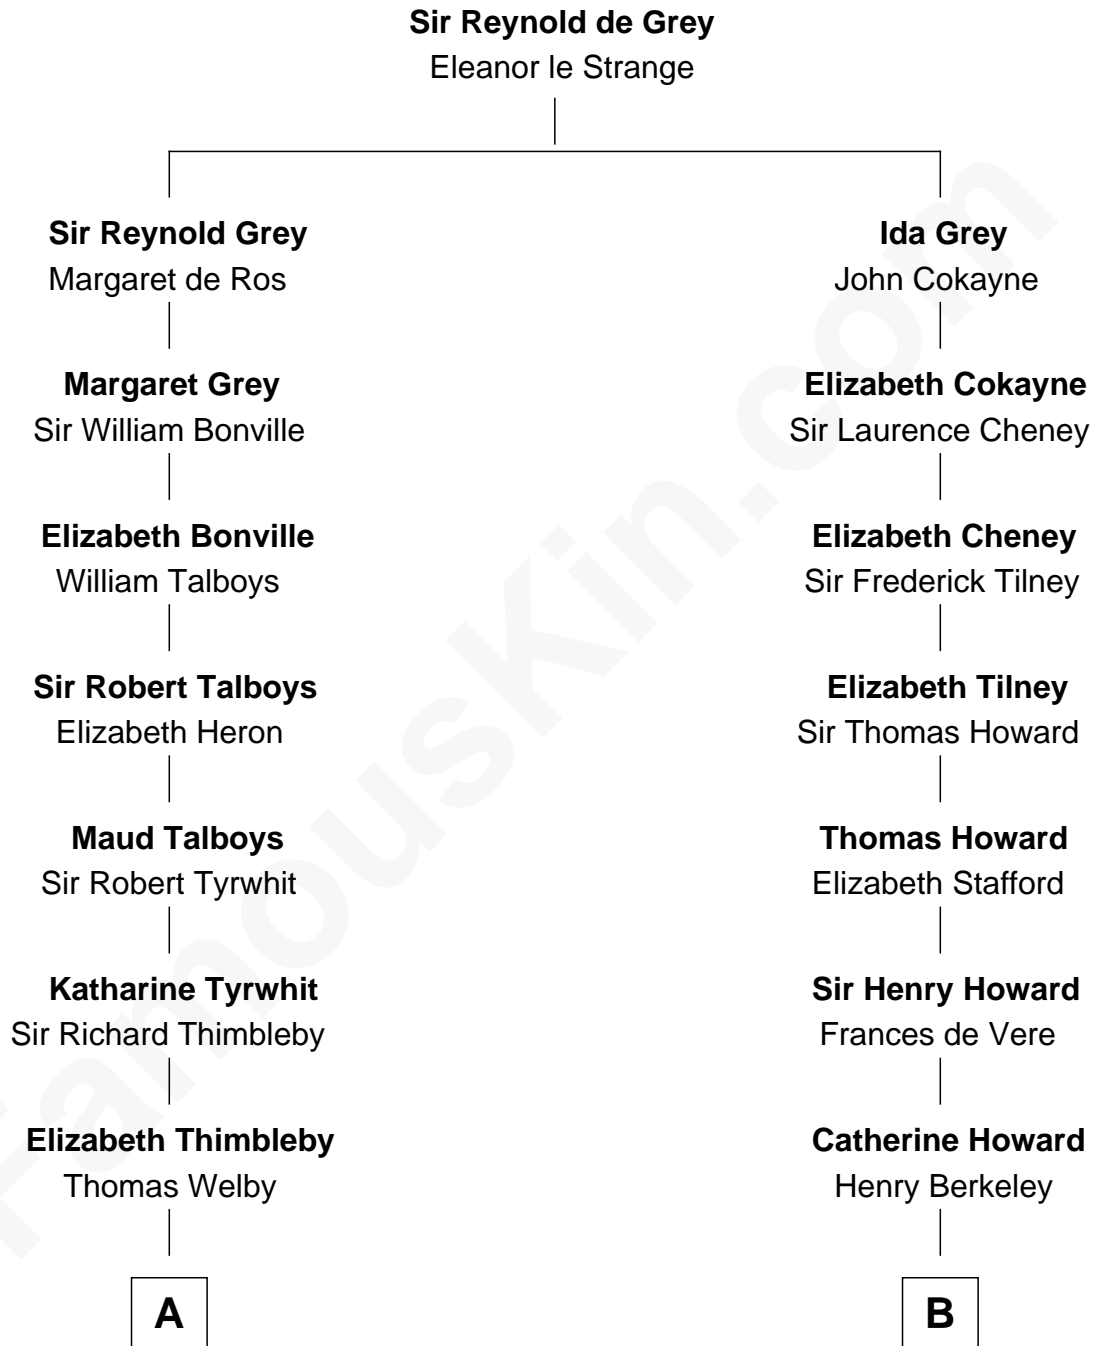 Sir Reynold de Grey
Eleanor le Strange
Sir Reynold Grey
Margaret de Ros
Ida Grey
John Cokayne
Margaret Grey
Sir William Bonville
Elizabeth Cokayne
Sir Laurence Cheney
Elizabeth Bonville
William Talboys
Elizabeth Cheney
Sir Frederick Tilney
Sir Robert Talboys
Elizabeth Heron
Elizabeth Tilney
Sir Thomas Howard
Maud Talboys
Sir Robert Tyrwhit
Thomas Howard
Elizabeth Stafford
Katharine Tyrwhit
Sir Richard Thimbleby
Sir Henry Howard
Frances de Vere
Elizabeth Thimbleby
Thomas Welby
Catherine Howard
Henry Berkeley
A
B
FamousKin.com